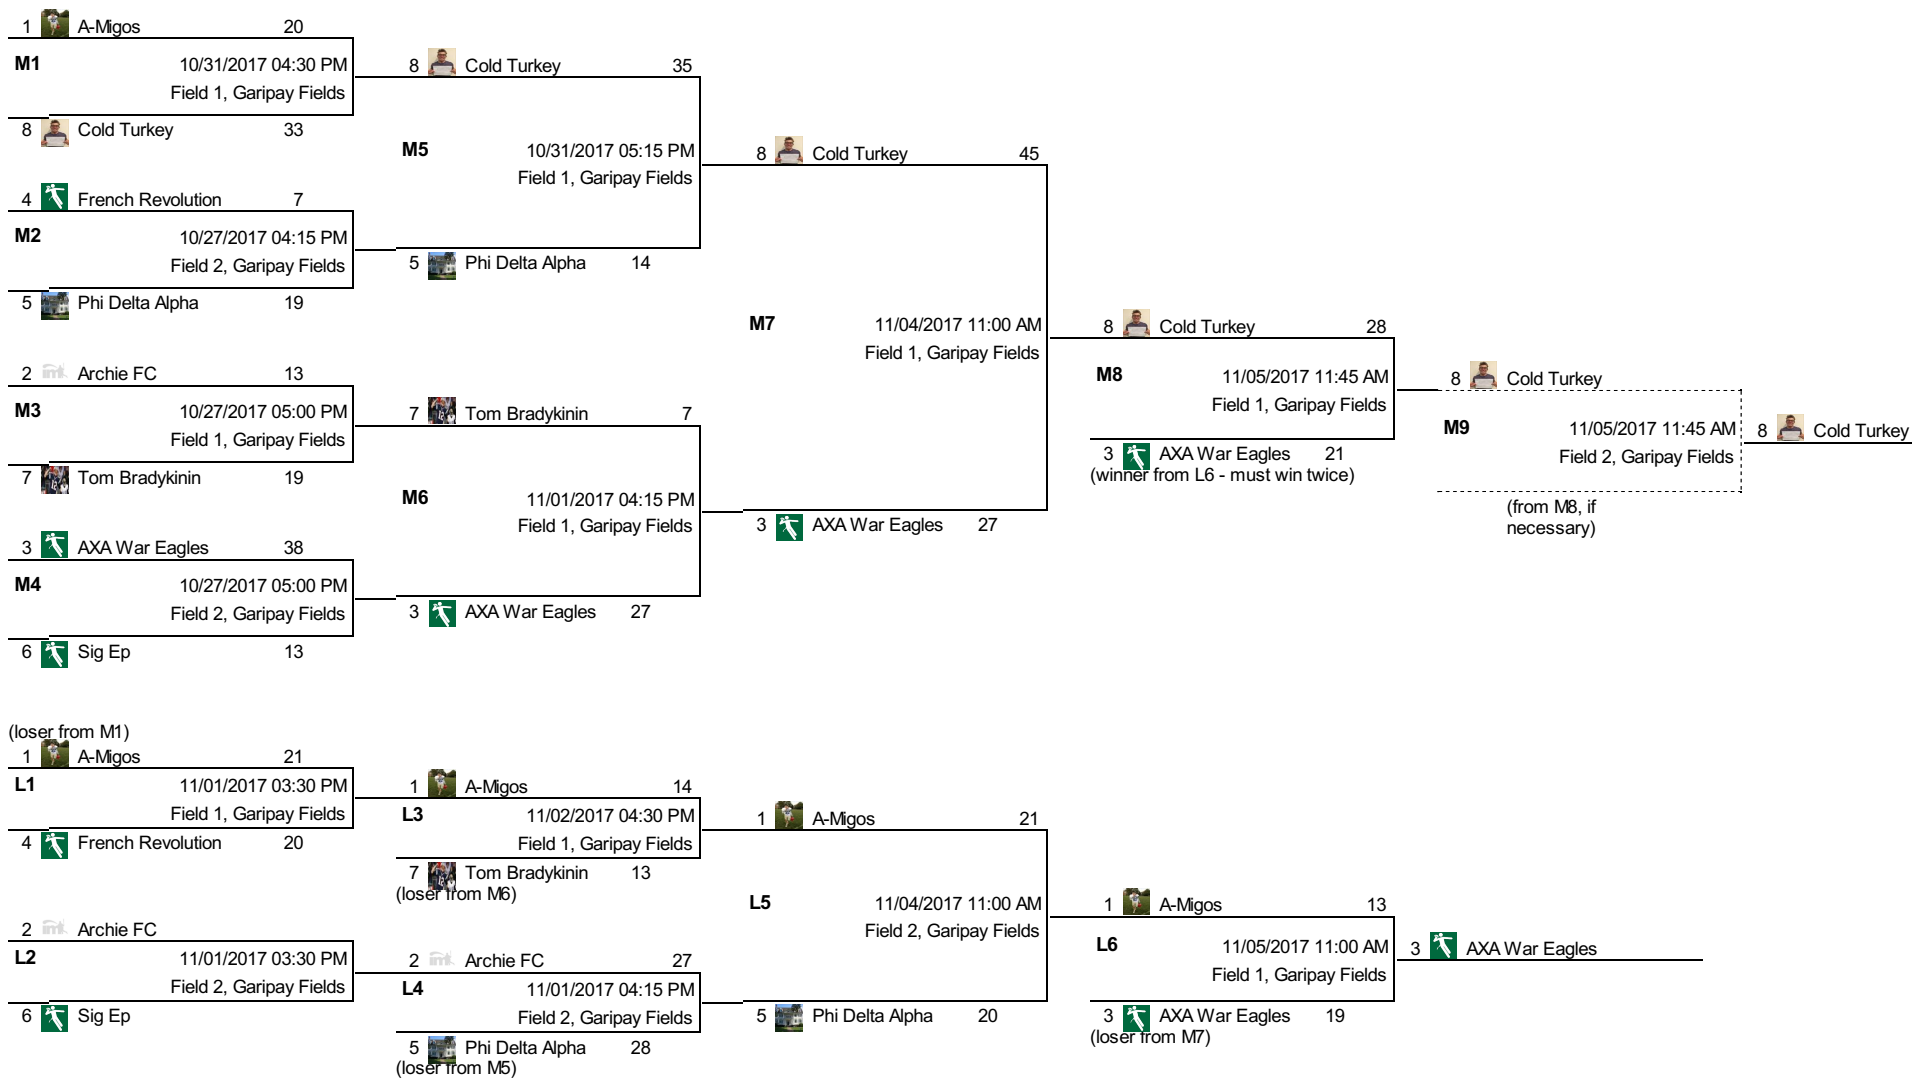 1 A-Migos 20
M1 10/31/2017 04:30 PM
Field 1, Garipay Fields
8 Cold Turkey 33
4 French Revolution 7
M2 10/27/2017 04:15 PM
Field 2, Garipay Fields
5 Phi Delta Alpha 19
2 Archie FC 13
M3 10/27/2017 05:00 PM
Field 1, Garipay Fields
7 Tom Bradykinin 19
3 AXA War Eagles 38
M4 10/27/2017 05:00 PM
Field 2, Garipay Fields
6 Sig Ep 13
8 Cold Turkey 35
M5 10/31/2017 05:15 PM
Field 1, Garipay Fields
5 Phi Delta Alpha 14
7 Tom Bradykinin 7
M6 11/01/2017 04:15 PM
Field 1, Garipay Fields
3 AXA War Eagles 27
8 Cold Turkey 45
M7 11/04/2017 11:00 AM
Field 1, Garipay Fields
3 AXA War Eagles 27
8 Cold Turkey 28
M8 11/05/2017 11:45 AM
Field 1, Garipay Fields
3 AXA War Eagles 21
(winner from L6 - must win twice)
8 Cold Turkey
M9 11/05/2017 11:45 AM
Field 2, Garipay Fields
(from M8, if
necessary)
8 Cold Turkey
(loser from M1)
1 A-Migos 21
L1 11/01/2017 03:30 PM
Field 1, Garipay Fields
4 French Revolution 20
2 Archie FC
L2 11/01/2017 03:30 PM
Field 2, Garipay Fields
6 Sig Ep
1 A-Migos 14
L3 11/02/2017 04:30 PM
Field 1, Garipay Fields
7 Tom Bradykinin 13
(loser from M6)
2 Archie FC 27
L4 11/01/2017 04:15 PM
Field 2, Garipay Fields
5 Phi Delta Alpha 28
(loser from M5)
1 A-Migos 21
L5 11/04/2017 11:00 AM
Field 2, Garipay Fields
5 Phi Delta Alpha 20
1 A-Migos 13
L6 11/05/2017 11:00 AM
Field 1, Garipay Fields
3 AXA War Eagles 19
(loser from M7)
3 AXA War Eagles